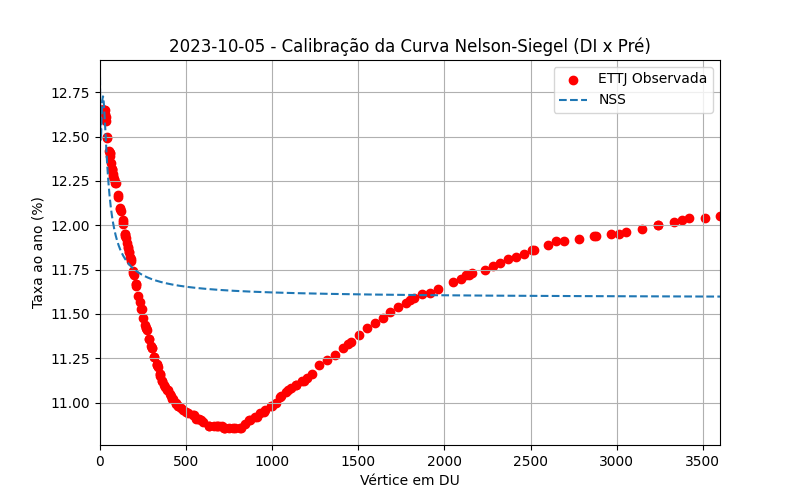 2023-10-05 - Calibração da Curva Nelson-Siegel (DI x Pré)
ETTJ Observada
NSS
Taxa ao ano (%)
12.75
12.50
12.25
12.00
11.75
11.50
11.25
11.00
0 500 1000 1500 2000 2500 3000 3500
Vértice em DU